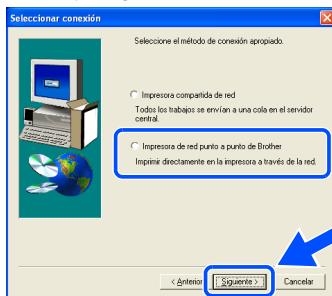 Seleccionar conexión
Seleccione el método de conexión apropiado.
Impresora compartida de red
Todos los trabajos se envían a una cola en el servidor
central.
Impresora de red punto a punto de Brother
Imprimir directamente en la impresora a través de la red.
< Anterior
Siguiente >
Cancelar